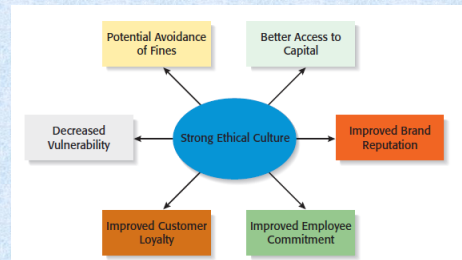 Potential Avoidance
of Fines
Better Access to
Capital
Decreased
Vulnerability
Strong Ethical Culture
Improved Brand
Reputation
Improved Customer
Loyalty
Improved Employee
Commitment